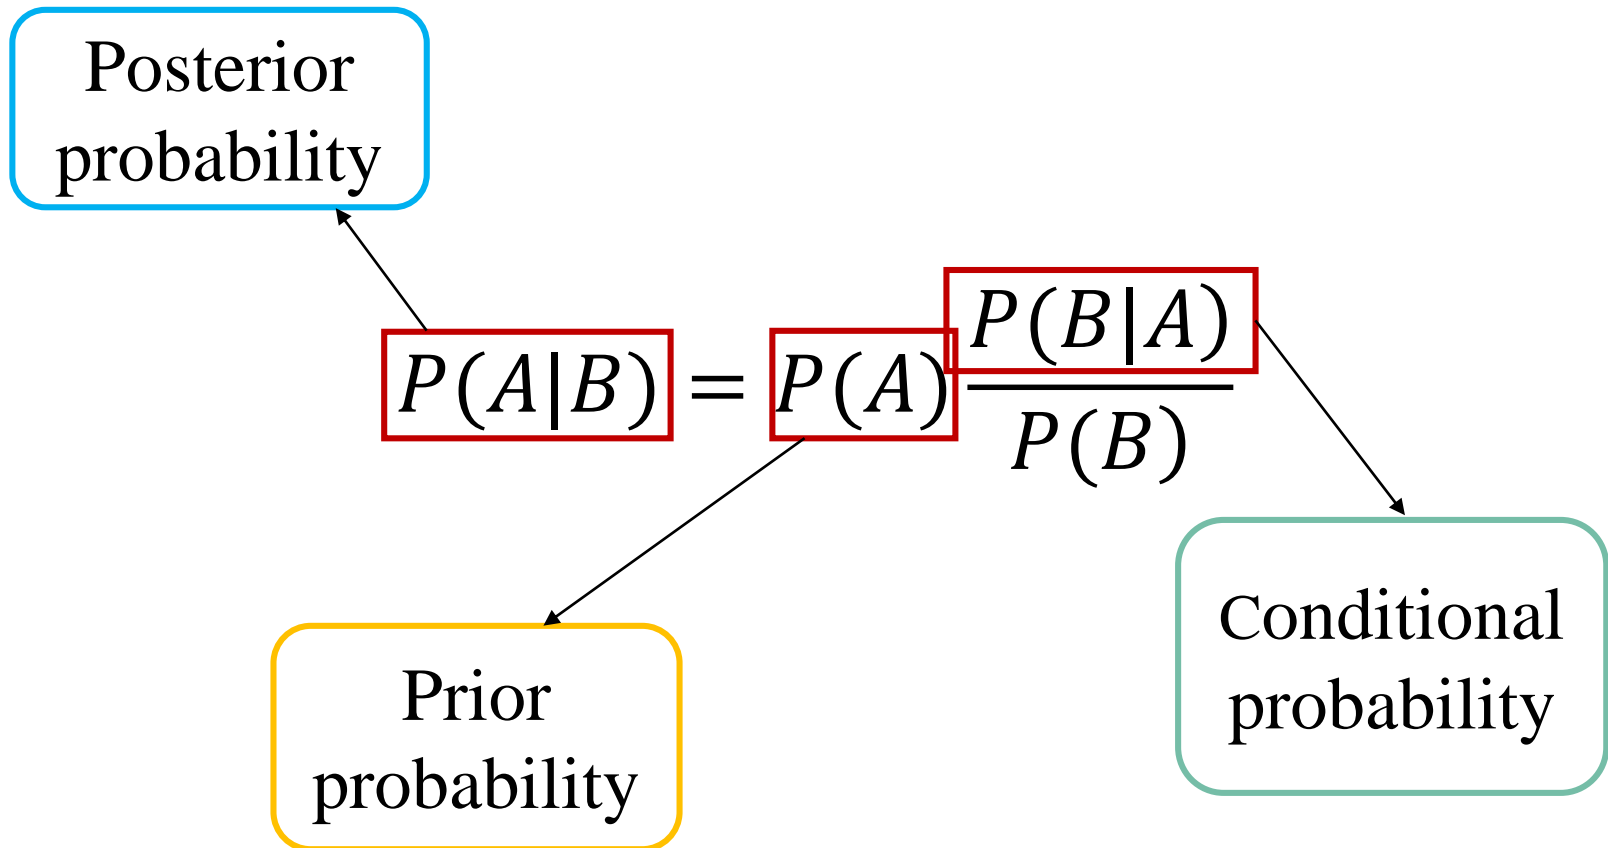 Posterior
probability
P(A|B) = P(A) P(B|A) / P(B)
Prior
probability
Conditional
probability